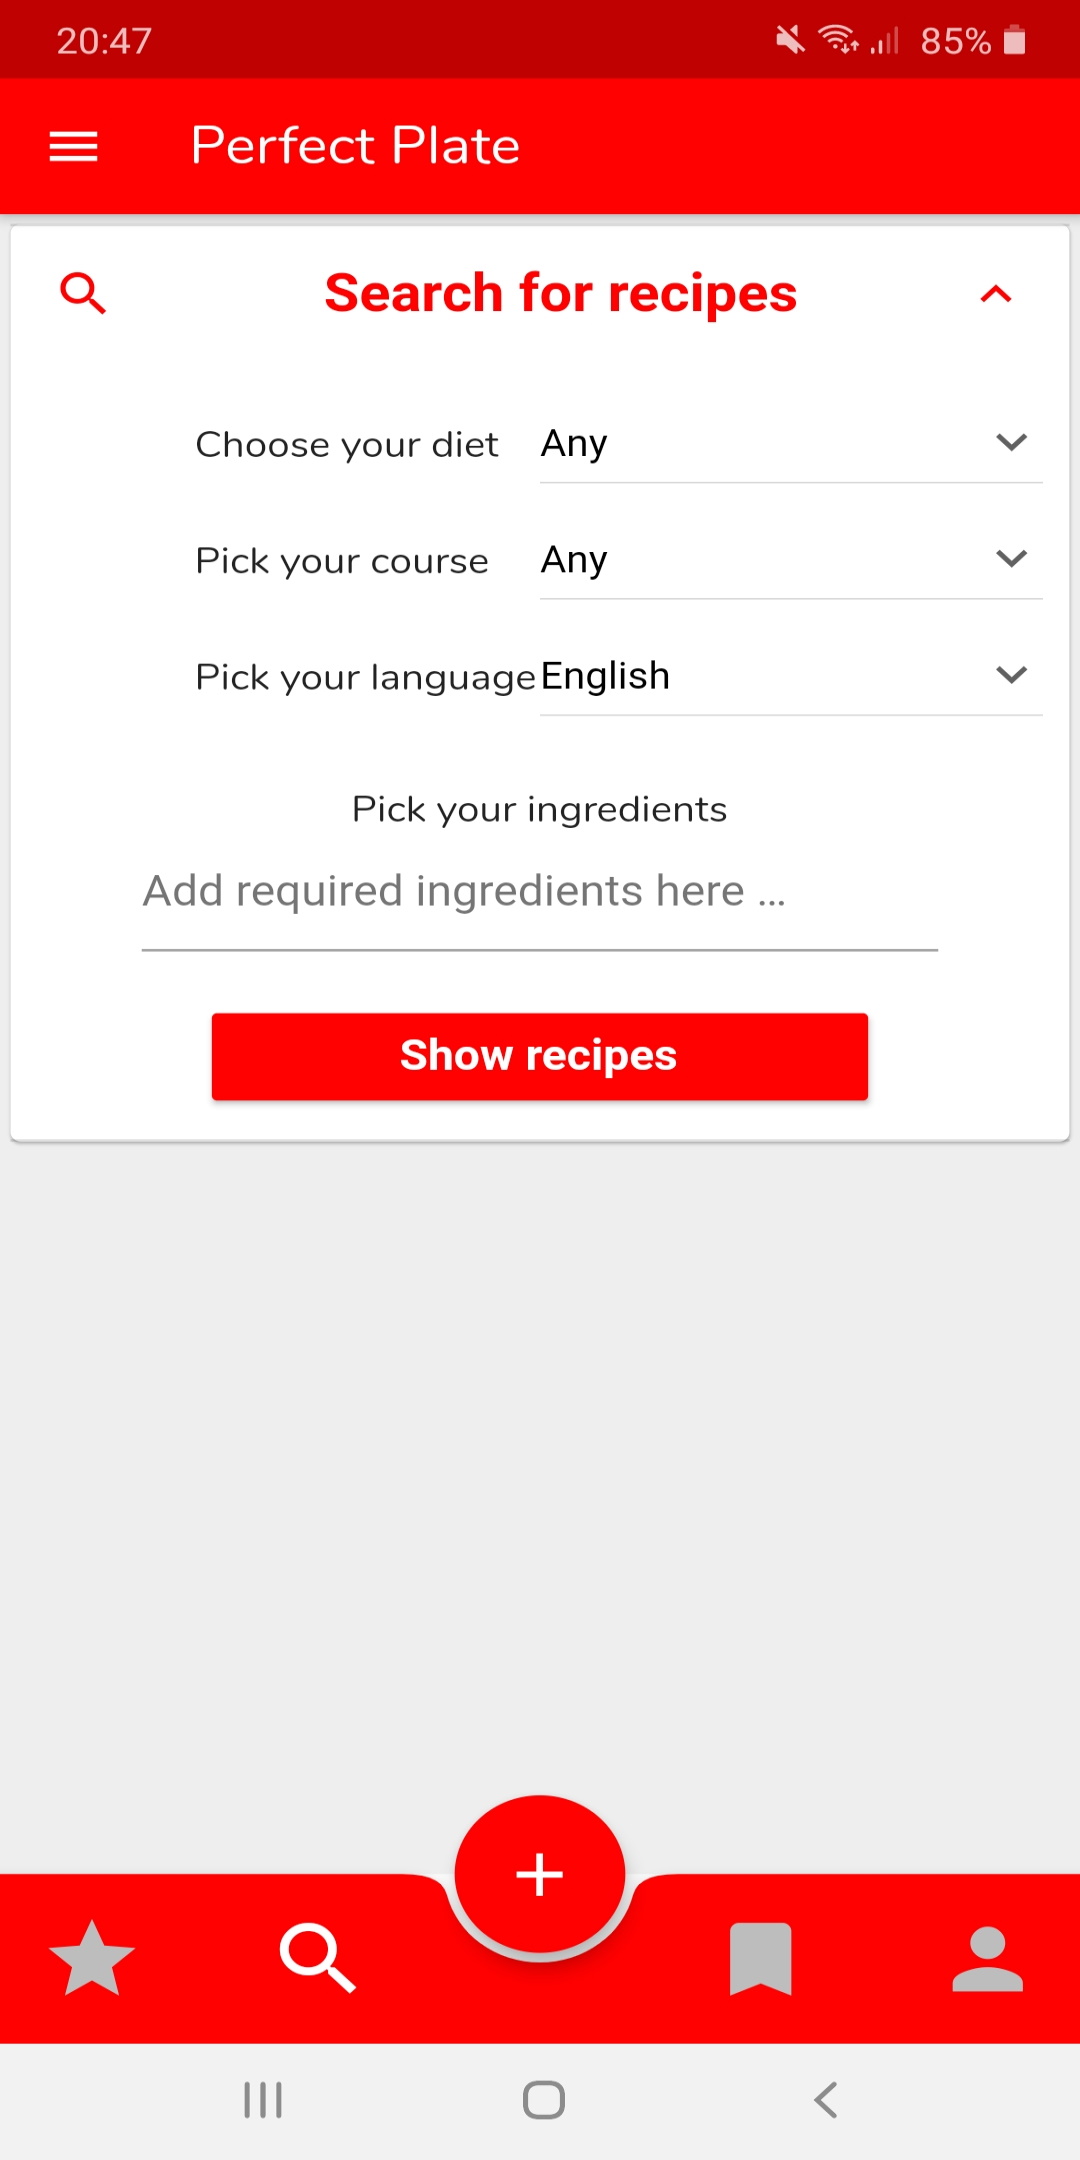 20:47 85%
Perfect Plate
Search for recipes
Choose your diet Any
Pick your course Any
Pick your language English
Pick your ingredients
Add required ingredients here ...
Show recipes